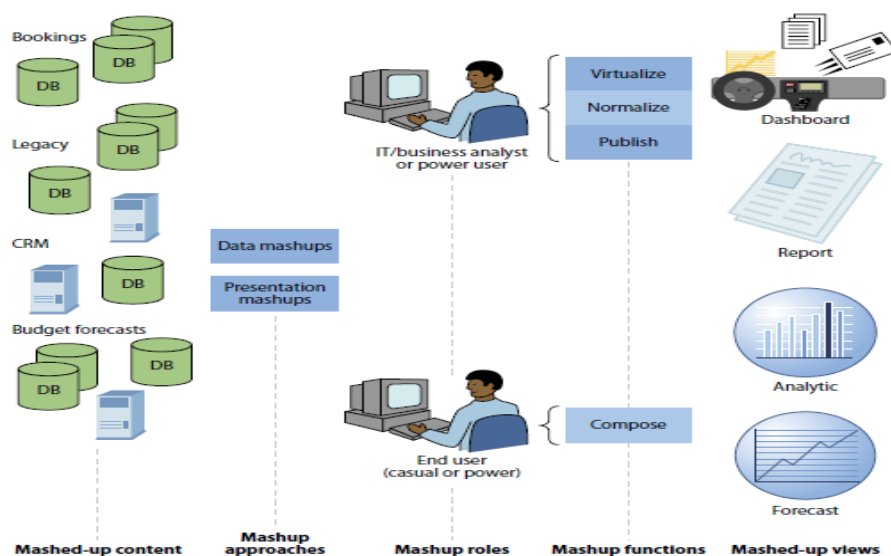 Bookings
DB
DB
Legacy
DB
DB
CRM
DB
Budget forecasts
DB
DB
Data mashups
Presentation
mashups
IT/business analyst
or power user
End user
(casual or power)
Virtualize
Normalize
Publish
Compose
Dashboard
Report
Analytic
Forecast
Mashed-up content
Mashup
approaches
Mashup roles
Mashup functions
Mashed-up views